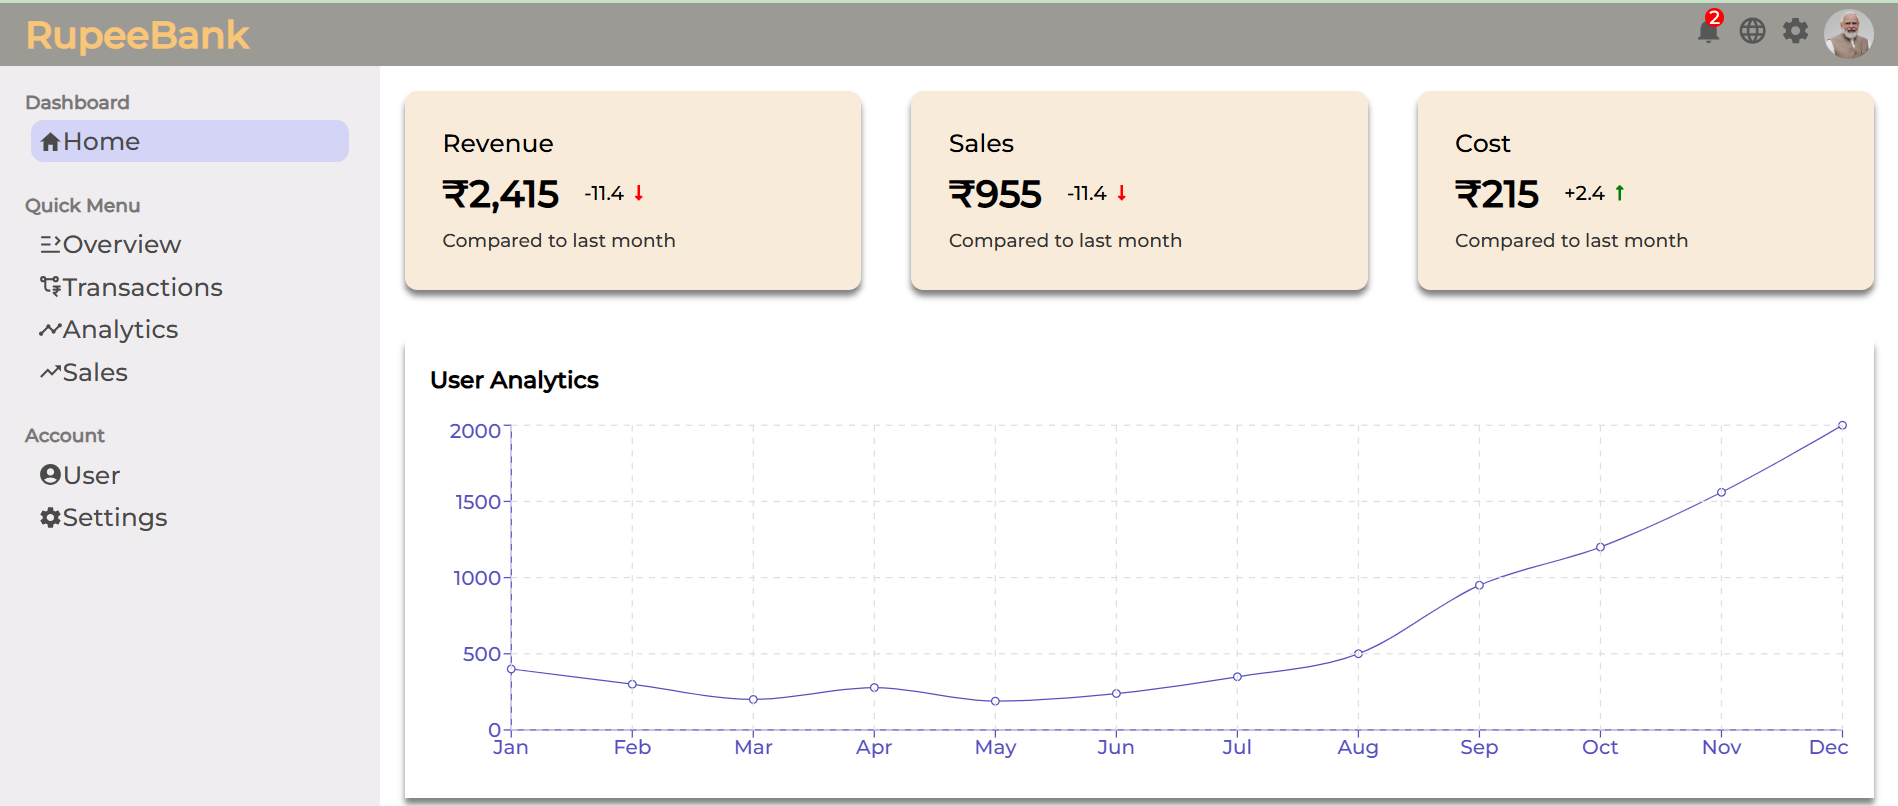 RupeeBank
2
Dashboard
Home
Quick Menu
Overview
Transactions
Analytics
Sales
Account
User
Settings
Revenue
₹2,415 -11.4
Compared to last month
Sales
₹955 -11.4
Compared to last month
Cost
₹215 +2.4
Compared to last month
User Analytics
2000
1500
1000
500
0
Jan Feb Mar Apr May Jun Jul Aug Sep Oct Nov Dec